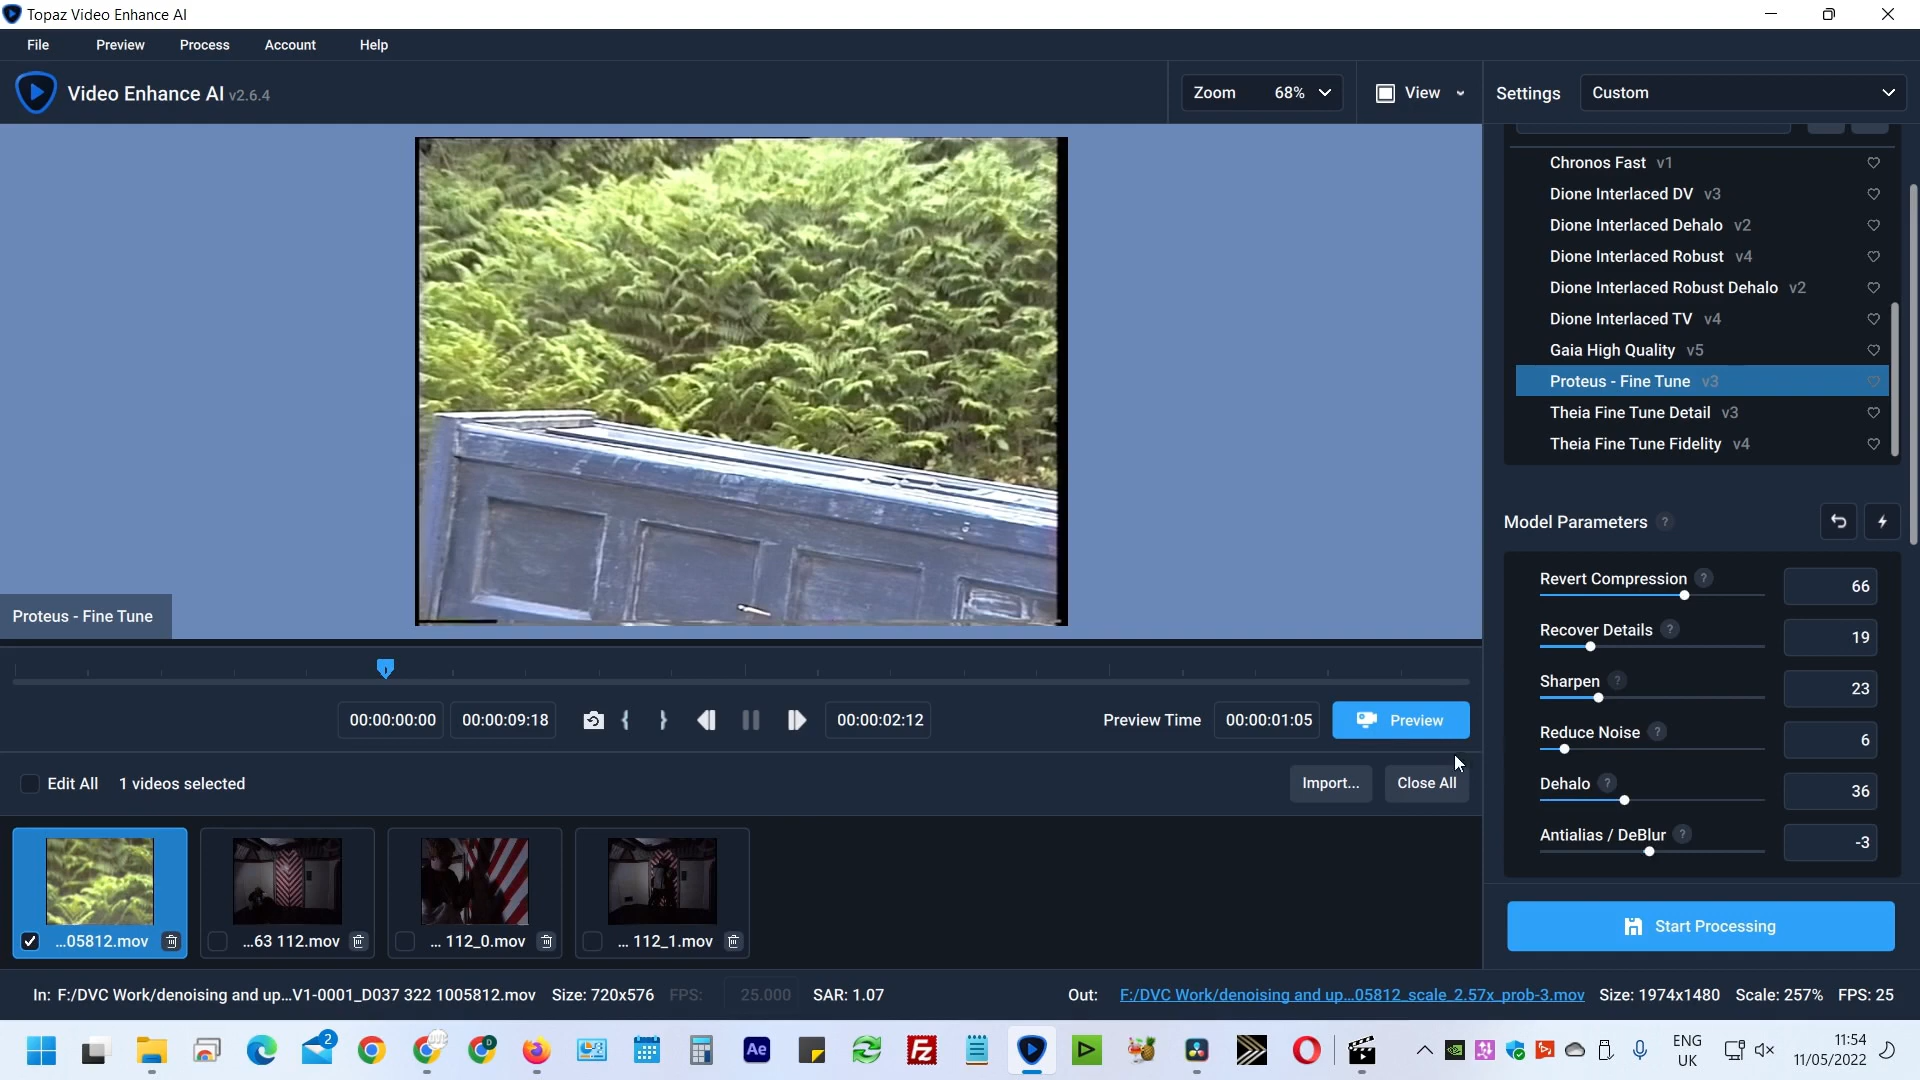 Topaz Video Enhance AI
File Preview Process Account Help
Video Enhance AI v2.6.4
Zoom 68%
View
Settings
Custom
Chronos Fast v1
Dione Interlaced DV v3
Dione Interlaced Dehalo v2
Dione Interlaced Robust v4
Dione Interlaced Robust Dehalo v2
Dione Interlaced TV v4
Gaia High Quality v5
Proteus - Fine Tune v3
Theia Fine Tune Detail v3
Theia Fine Tune Fidelity v4
Model Parameters ?
Revert Compression ? 66
Recover Details ? 19
Sharpen ? 23
Reduce Noise ? 6
Dehalo ? 36
Antialias / DeBlur ? -3
Start Processing
Proteus - Fine Tune
00:00:00:00 00:00:09:18 { } 00:00:02:12 Preview Time 00:00:01:05 Preview
Edit All 1 videos selected Import... Close All
...05812.mov ...63 112.mov ... 112_0.mov ... 112_1.mov
In: F:/DVC Work/denoising and up...V1-0001_D037 322 1005812.mov Size: 720x576 FPS: 25.000 SAR: 1.07 Out: F:/DVC Work/denoising and up...05812_scale_2.57x_prob-3.mov Size: 1974x1480 Scale: 257% FPS: 25
2
D
Ae
Fz
ENG
UK
11:54
11/05/2022